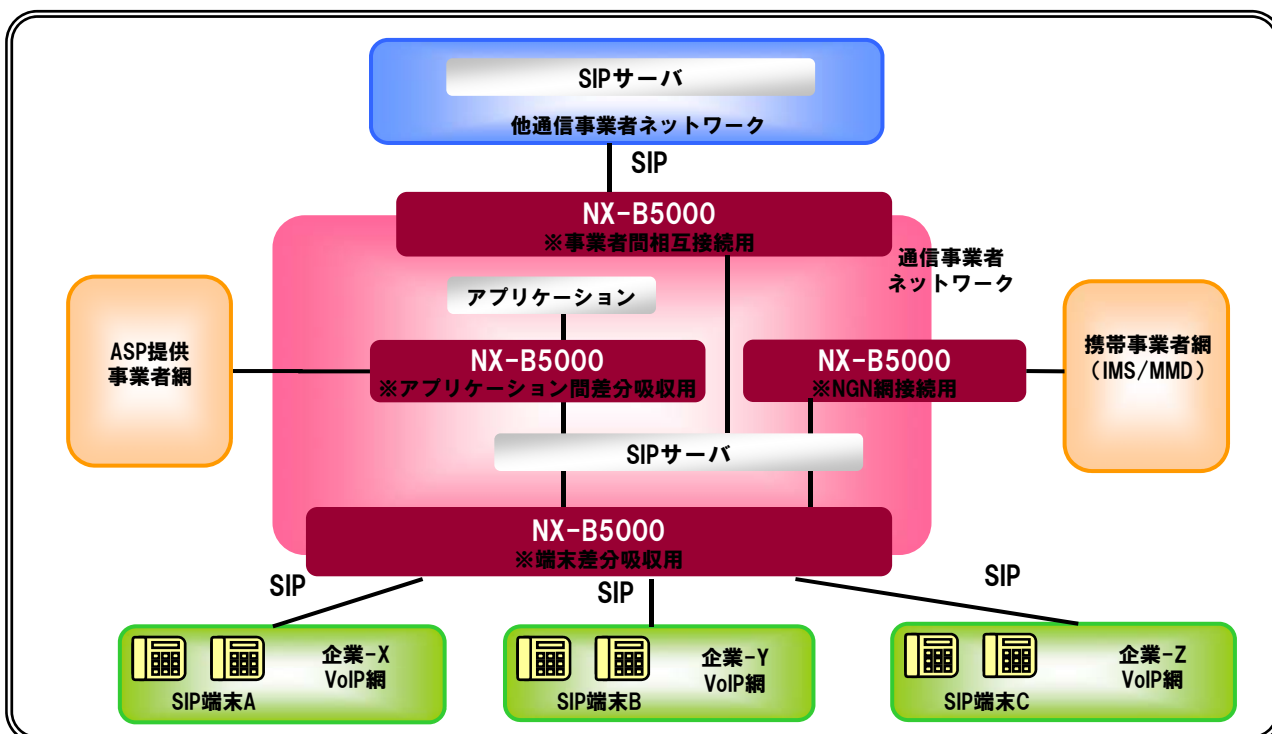 SIPサーバ
他通信事業者ネットワーク
SIP
NX-B5000
※事業者間相互接続用
通信事業者
ネットワーク
アプリケーション
ASP提供
事業者網
NX-B5000
※アプリケーション間差分吸収用
NX-B5000
※NGN網接続用
携帯事業者網
（IMS/MMD）
SIPサーバ
NX-B5000
※端末差分吸収用
SIP
SIP
SIP
企業-X
VoIP網
SIP端末A
企業-Y
VoIP網
SIP端末B
企業-Z
VoIP網
SIP端末C